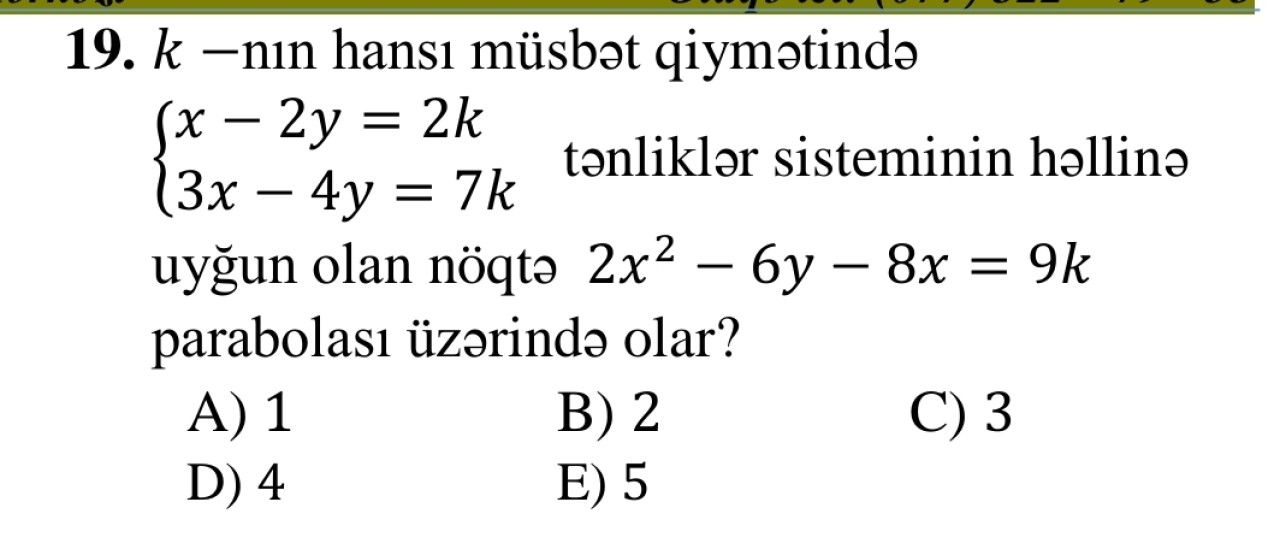 19. k –nın hansı müsbət qiymətində
{x − 2y = 2k
{3x − 4y = 7k
tənliklər sisteminin həllinə
uyğun olan nöqtə 2x² − 6y − 8x = 9k
parabolası üzərində olar?
A) 1 B) 2 C) 3
D) 4 E) 5